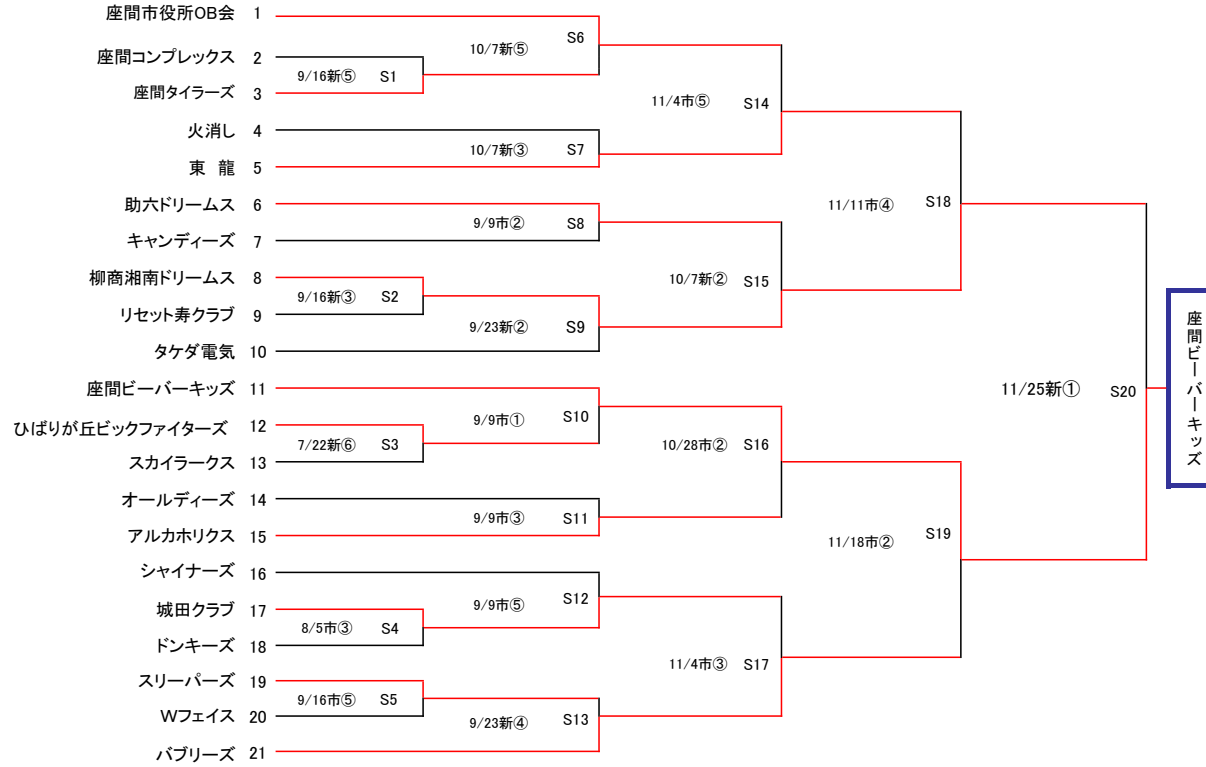 座間市役所OB会 1
座間コンプレックス 2
座間タイラーズ 3
火消し 4
東 龍 5
助六ドリームス 6
キャンディーズ 7
柳商湘南ドリームス 8
リセット寿クラブ 9
タケダ電気 10
座間ビーバーキッズ 11
ひばりが丘ビックファイターズ 12
スカイラークス 13
オールディーズ 14
アルカホリクス 15
シャイナーズ 16
城田クラブ 17
ドンキーズ 18
スリーパーズ 19
Wフェイス 20
バブリーズ 21
9/16新⑤ S1
9/16新③ S2
7/22新⑥ S3
8/5市③ S4
9/16市⑤ S5
10/7新⑤ S6
10/7新③ S7
9/9市② S8
9/23新② S9
9/9市① S10
9/9市③ S11
9/9市⑤ S12
9/23新④ S13
11/4市⑤ S14
10/7新② S15
10/28市② S16
11/4市③ S17
11/11市④ S18
11/18市② S19
11/25新① S20
座間ビーバーキッズ